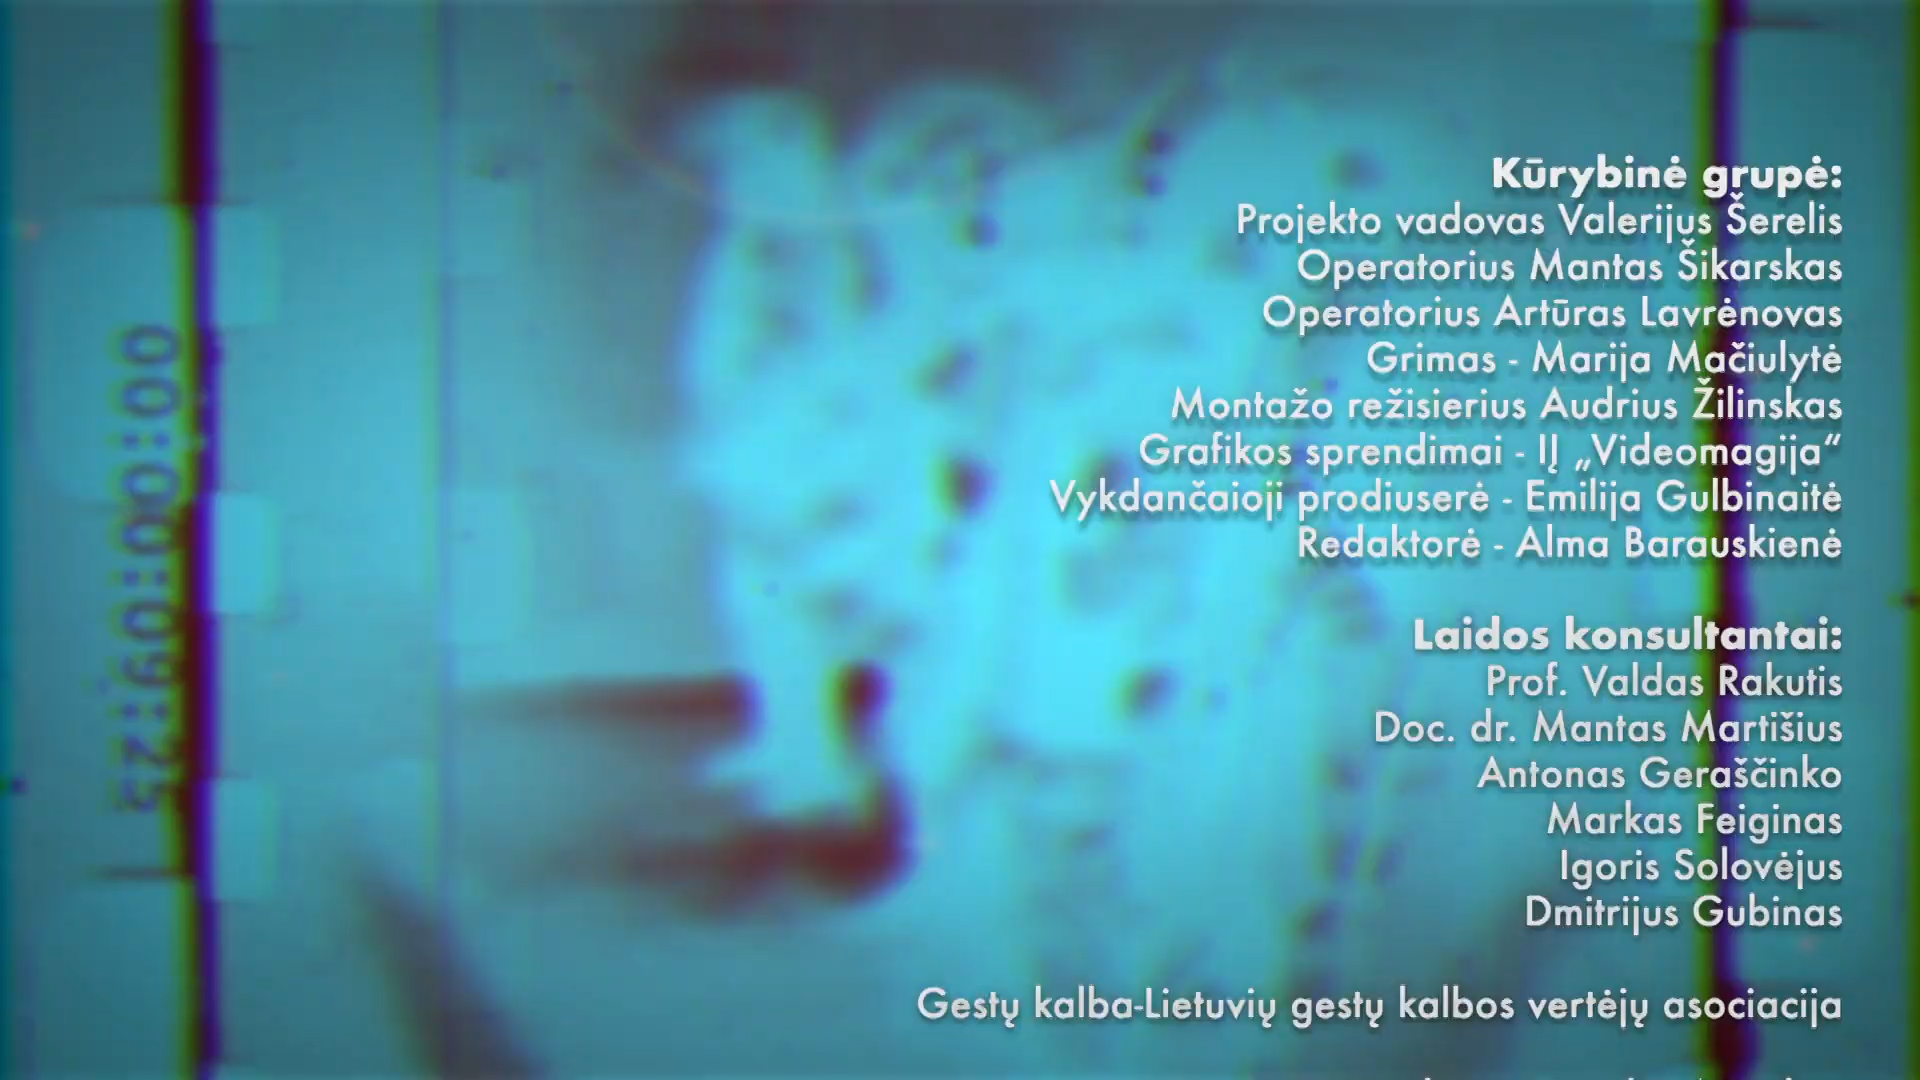 Kūrybinė grupė:
Projekto vadovas Valerijus Šerelis
Operatorius Mantas Šikarskas
Operatorius Artūras Lavrėnovas
Grimas - Marija Mačiulytė
Montažo režisierius Audrius Žilinskas
Grafikos sprendimai - IĮ „Videomagija“
Vykdančaioji prodiuserė - Emilija Gulbinaitė
Redaktorė - Alma Barauskienė
Laidos konsultantai:
Prof. Valdas Rakutis
Doc. dr. Mantas Martišius
Antonas Geraščinko
Markas Feiginas
Igoris Solovėjus
Dmitrijus Gubinas
Gestų kalba-Lietuvių gestų kalbos vertėjų asociacija
00:00:09:23